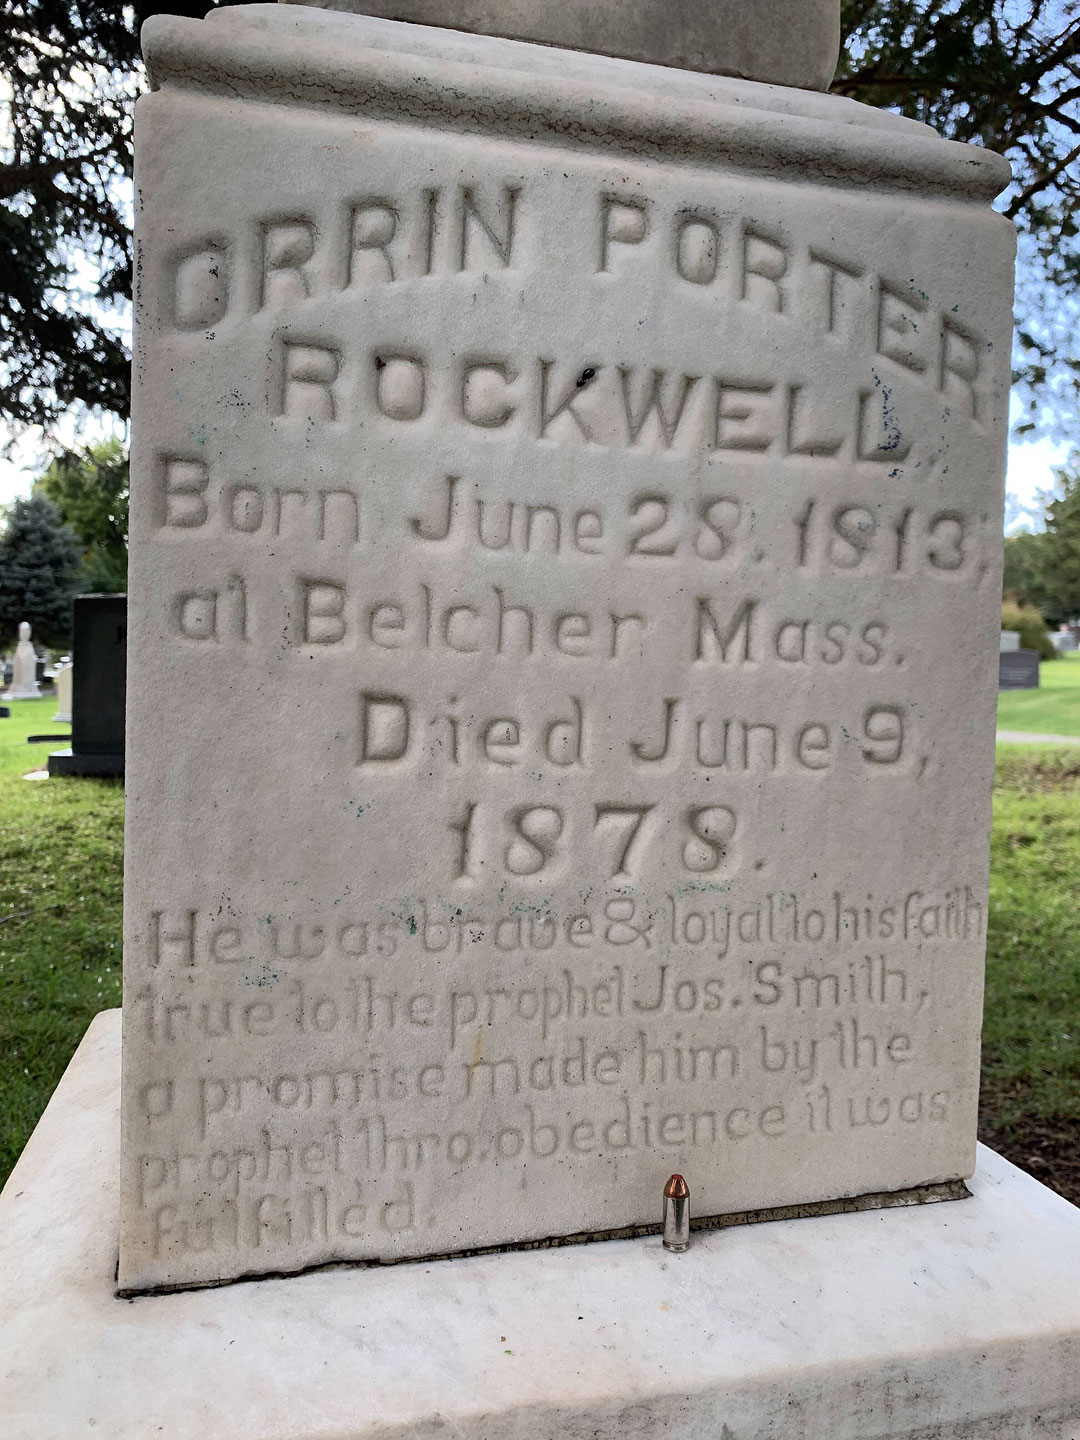 ORRIN PORTER
ROCKWELL,
Born June 28, 1813,
at Belcher Mass.
Died June 9,
1878.
He was brave & loyal to his faith
true to the prophet Jos. Smith,
a promise made him by the
prophet thro. obedience it was
fulfilled.